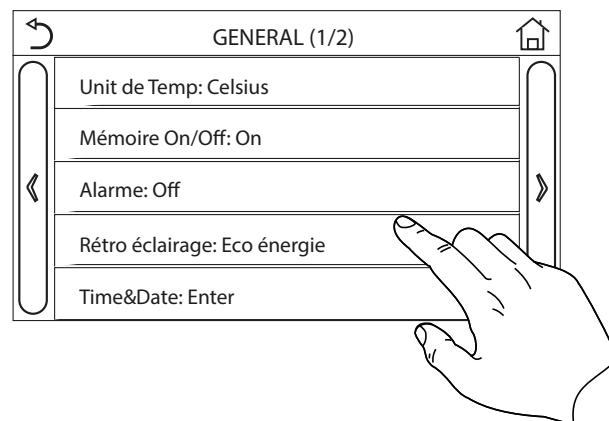 GENERAL (1/2)
Unit de Temp: Celsius
Mémoire On/Off: On
Alarme: Off
Rétro éclairage: Eco énergie
Time&Date: Enter